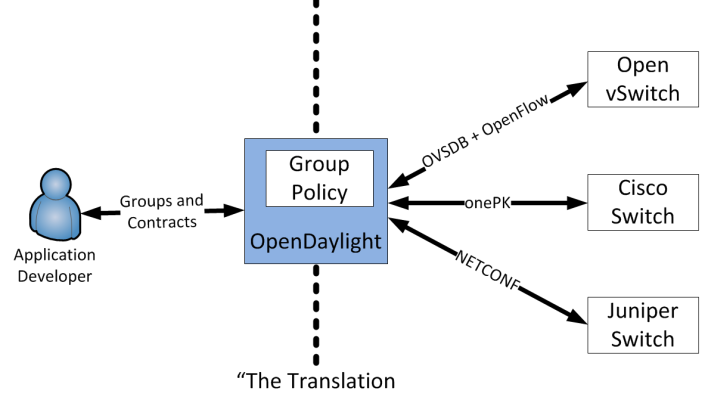 Application
Developer
Groups and
Contracts
Group
Policy
OpenDaylight
OVSDB + OpenFlow
onePK
NETCONF
Open
vSwitch
Cisco
Switch
Juniper
Switch
“The Translation